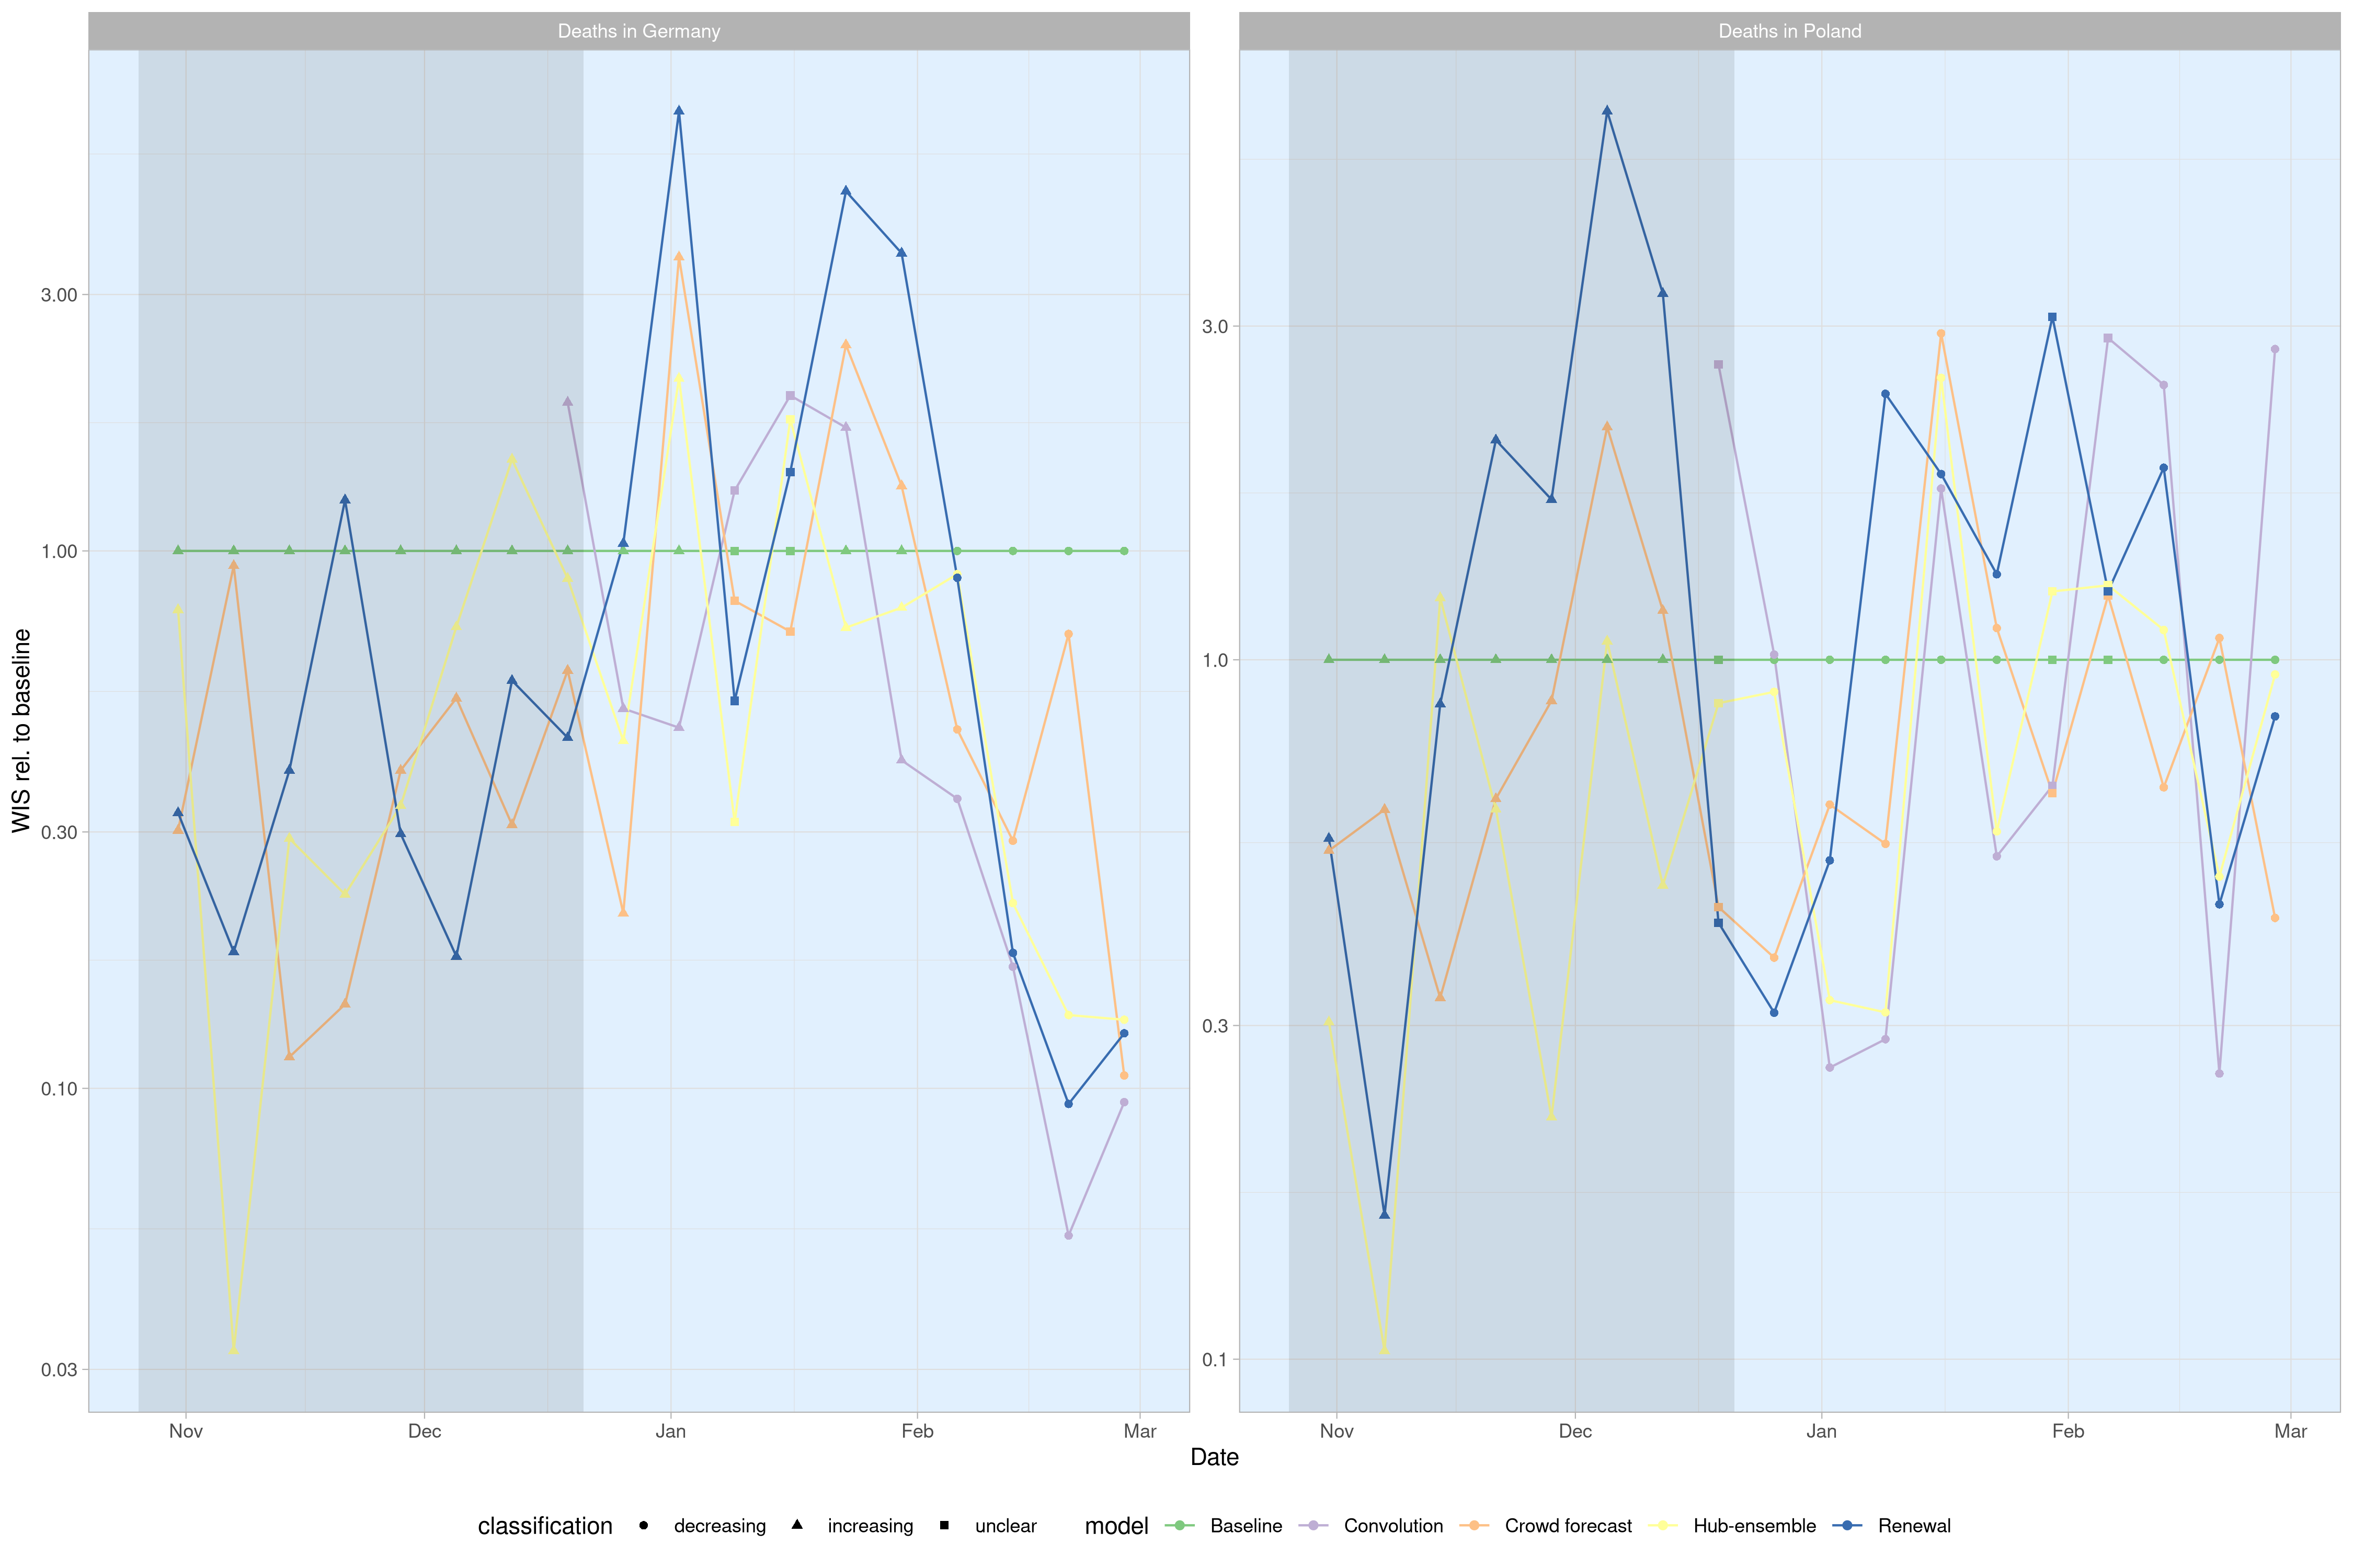 Deaths in Germany
Deaths in Poland
WIS rel. to baseline
3.00
1.00
0.30
0.10
0.03
3.0
1.0
0.3
0.1
Nov Dec Jan Feb Mar
Nov Dec Jan Feb Mar
Date
classification decreasing increasing unclear model Baseline Convolution Crowd forecast Hub-ensemble Renewal